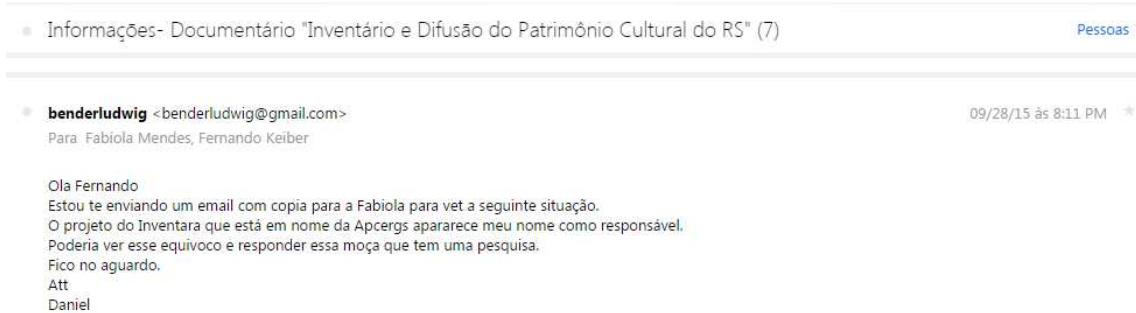 Informações- Documentário "Inventário e Difusão do Patrimônio Cultural do RS" (7) Pessoas
benderludwig <benderludwig@gmail.com> 09/28/15 às 8:11 PM
Para Fabíola Mendes, Fernando Keiber
Ola Fernando
Estou te enviando um email com copia para a Fabiola para vet a seguinte situação.
O projeto do Inventara que está em nome da Apcergs apararece meu nome como responsável.
Poderia ver esse equivoco e responder essa moça que tem uma pesquisa.
Fico no aguardo.
Att
Daniel